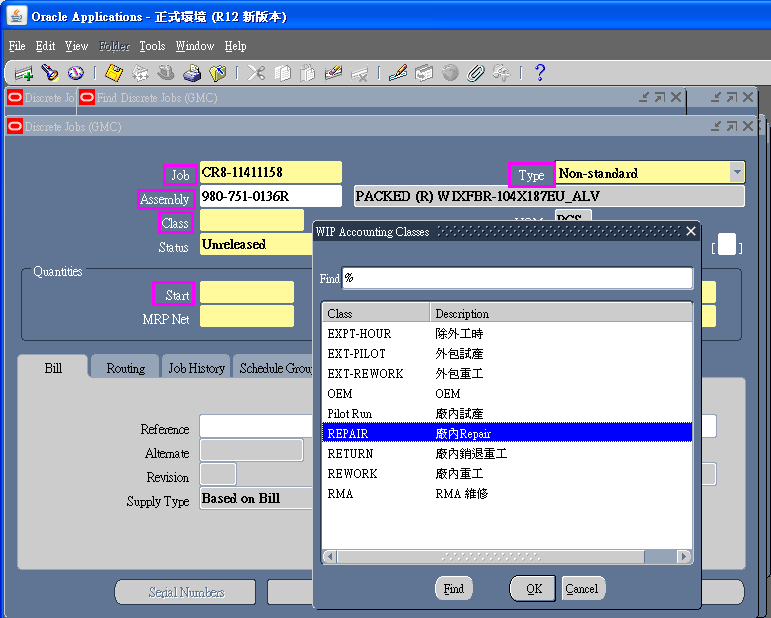 Oracle Applications - 正式環境 (R12 新版本)
File Edit View Folder Tools Window Help
Discrete Jo Find Discrete Jobs (GMC)
Discrete Jobs (GMC)
Job CR8-11411158 Type Non-standard
Assembly 980-751-0136R PACKED (R) WIXFBR-104X187EU_ALV
Class
Status Unreleased
WIP Accounting Classes
Find %
Quantities
Start
MRP Net
Class Description
EXPT-HOUR 除外工時
EXT-PILOT 外包試產
EXT-REWORK 外包重工
OEM OEM
Pilot Run 廠內試產
REPAIR 廠內Repair
RETURN 廠內銷退重工
REWORK 廠內重工
RMA RMA 維修
Bill Routing Job History Schedule Grou
Reference
Alternate
Revision
Supply Type Based on Bill
Find OK Cancel
Serial Numbers